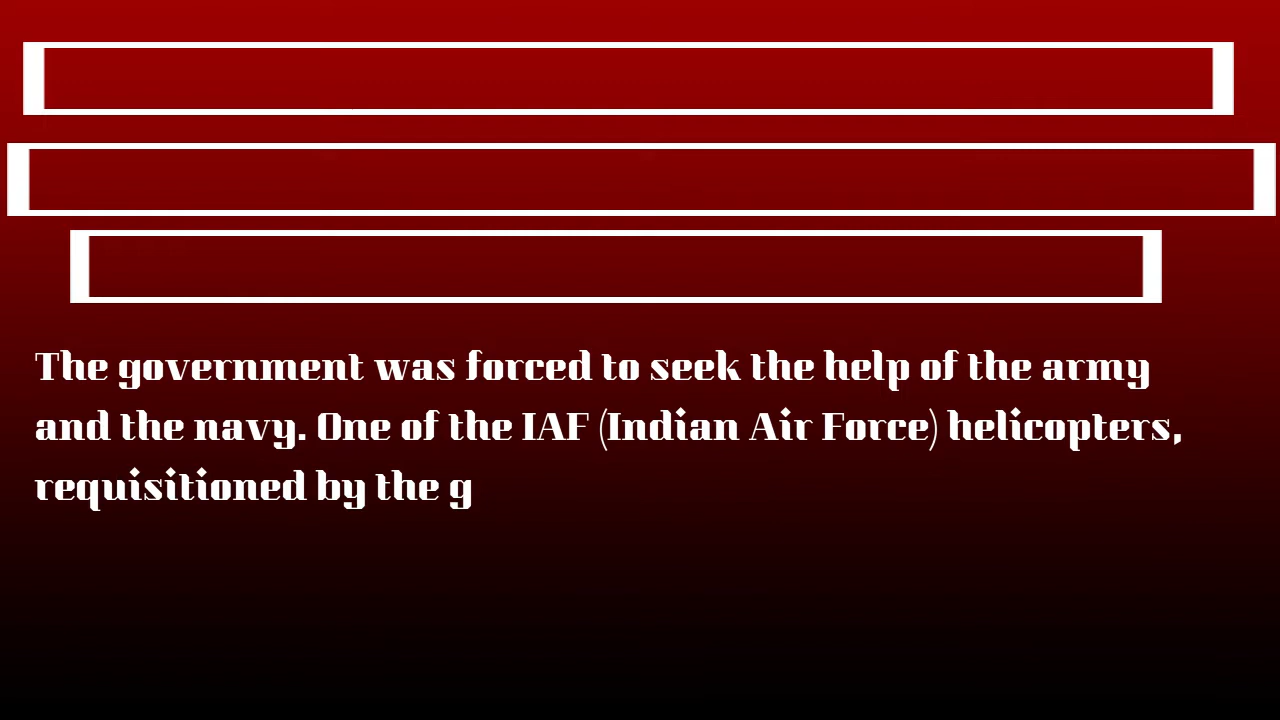 The government was forced to seek the help of the army
and the navy. One of the IAF (Indian Air Force) helicopters,
requisitioned by the g